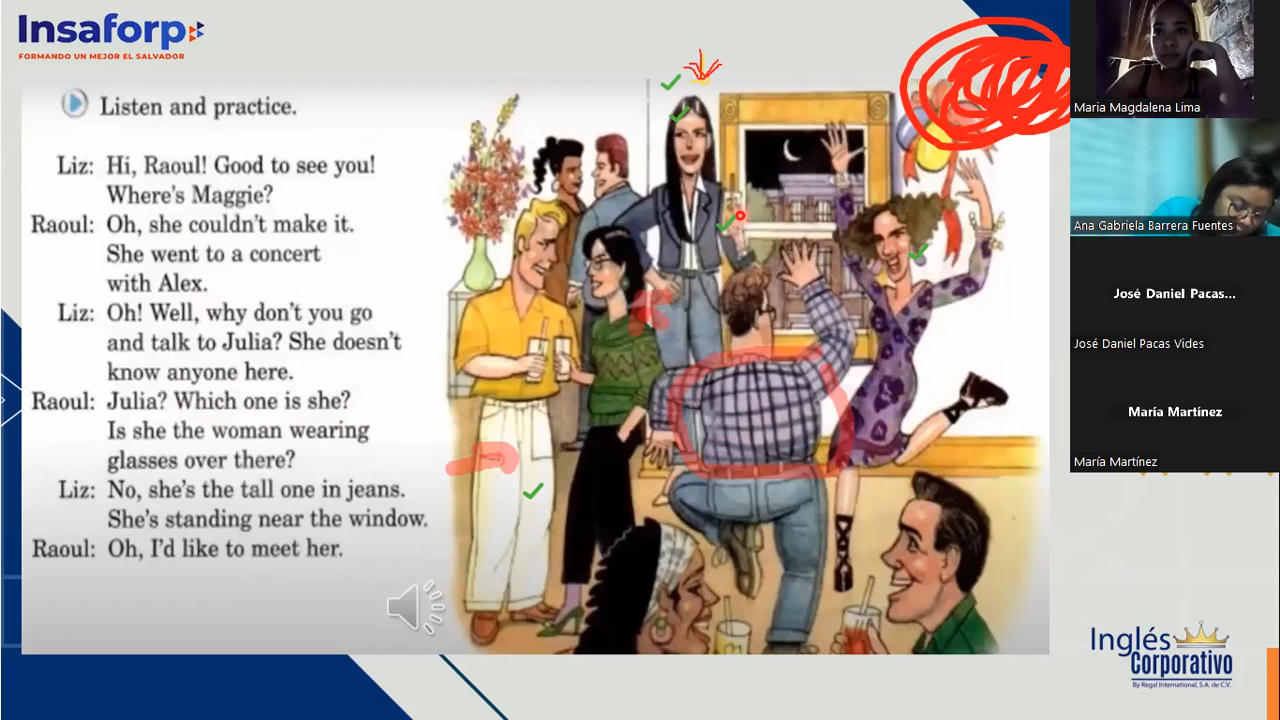 Insaforp
FORMANDO UN MEJOR EL SALVADOR
Listen and practice.
Liz: Hi, Raoul! Good to see you!
Where's Maggie?
Raoul: Oh, she couldn't make it.
She went to a concert
with Alex.
Liz: Oh! Well, why don't you go
and talk to Julia? She doesn't
know anyone here.
Raoul: Julia? Which one is she?
Is she the woman wearing
glasses over there?
Liz: No, she's the tall one in jeans.
She's standing near the window.
Raoul: Oh, I'd like to meet her.
Maria Magdalena Lima
Ana Gabriela Barrera Fuentes
José Daniel Pacas...
José Daniel Pacas Vides
María Martínez
María Martínez
Inglés
Corporativo
By Regal International, S.A. de C.V.